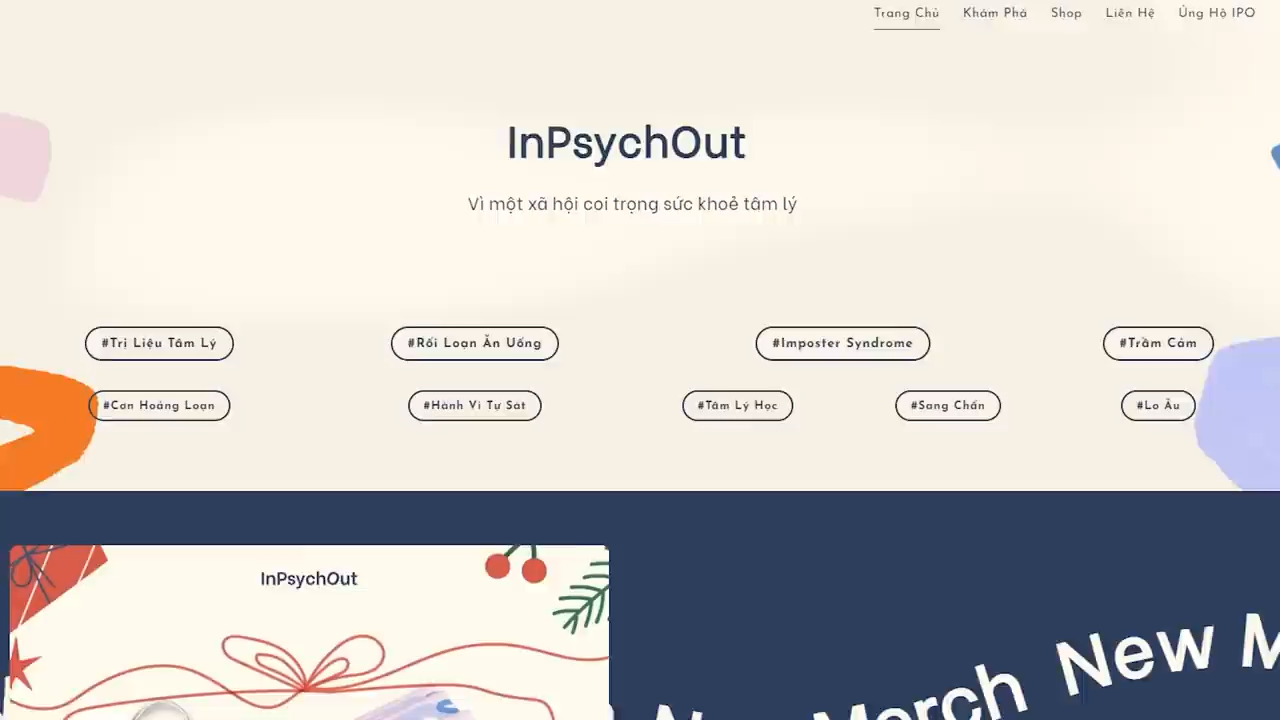 Trang Chủ Khám Phá Shop Liên Hệ Ủng Hộ IPO
InPsychOut
Vì một xã hội coi trọng sức khoẻ tâm lý
#Trị Liệu Tâm Lý #Rối Loạn Ăn Uống #Imposter Syndrome #Trầm Cảm
#Cơn Hoảng Loạn #Hành Vi Tự Sát #Tâm Lý Học #Sang Chấn #Lo Âu
InPsychOut
New Merch New M